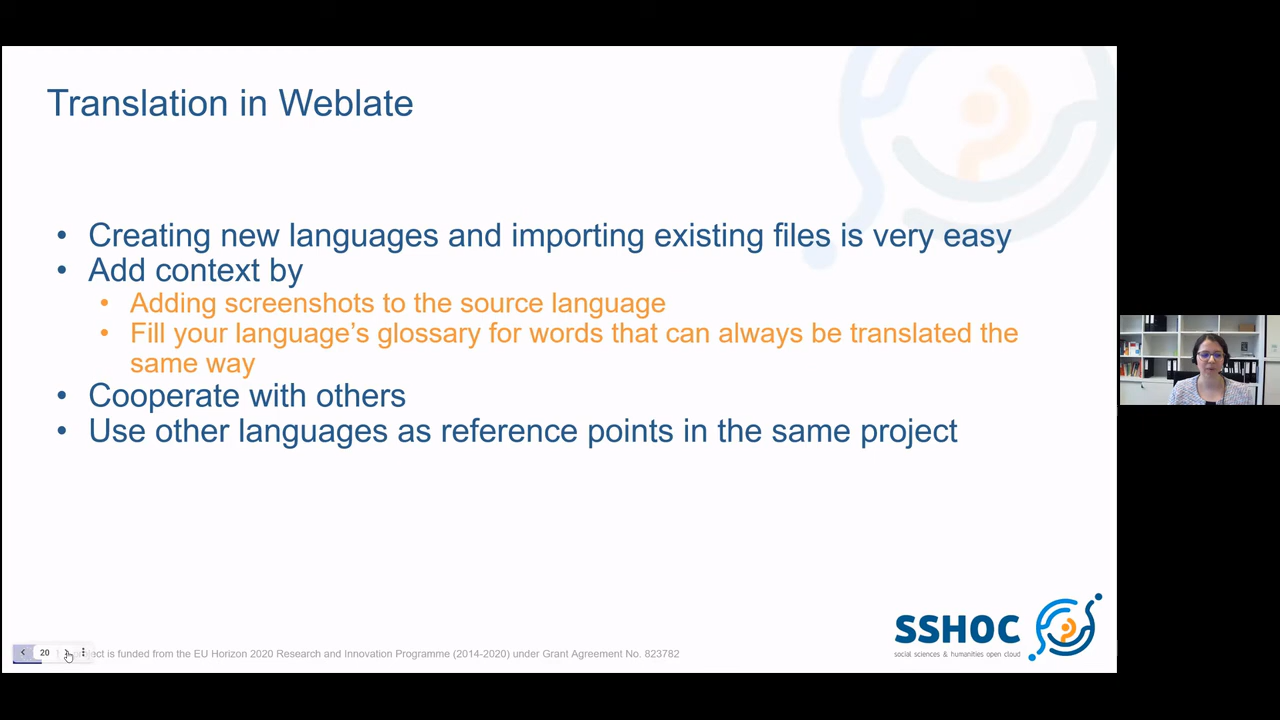 Translation in Weblate
• Creating new languages and importing existing files is very easy
• Add context by
• Adding screenshots to the source language
• Fill your language's glossary for words that can always be translated the
same way
• Cooperate with others
• Use other languages as reference points in the same project
SSHOC
social sciences & humanities open cloud
20
project is funded from the EU Horizon 2020 Research and Innovation Programme (2014-2020) under Grant Agreement No. 823782